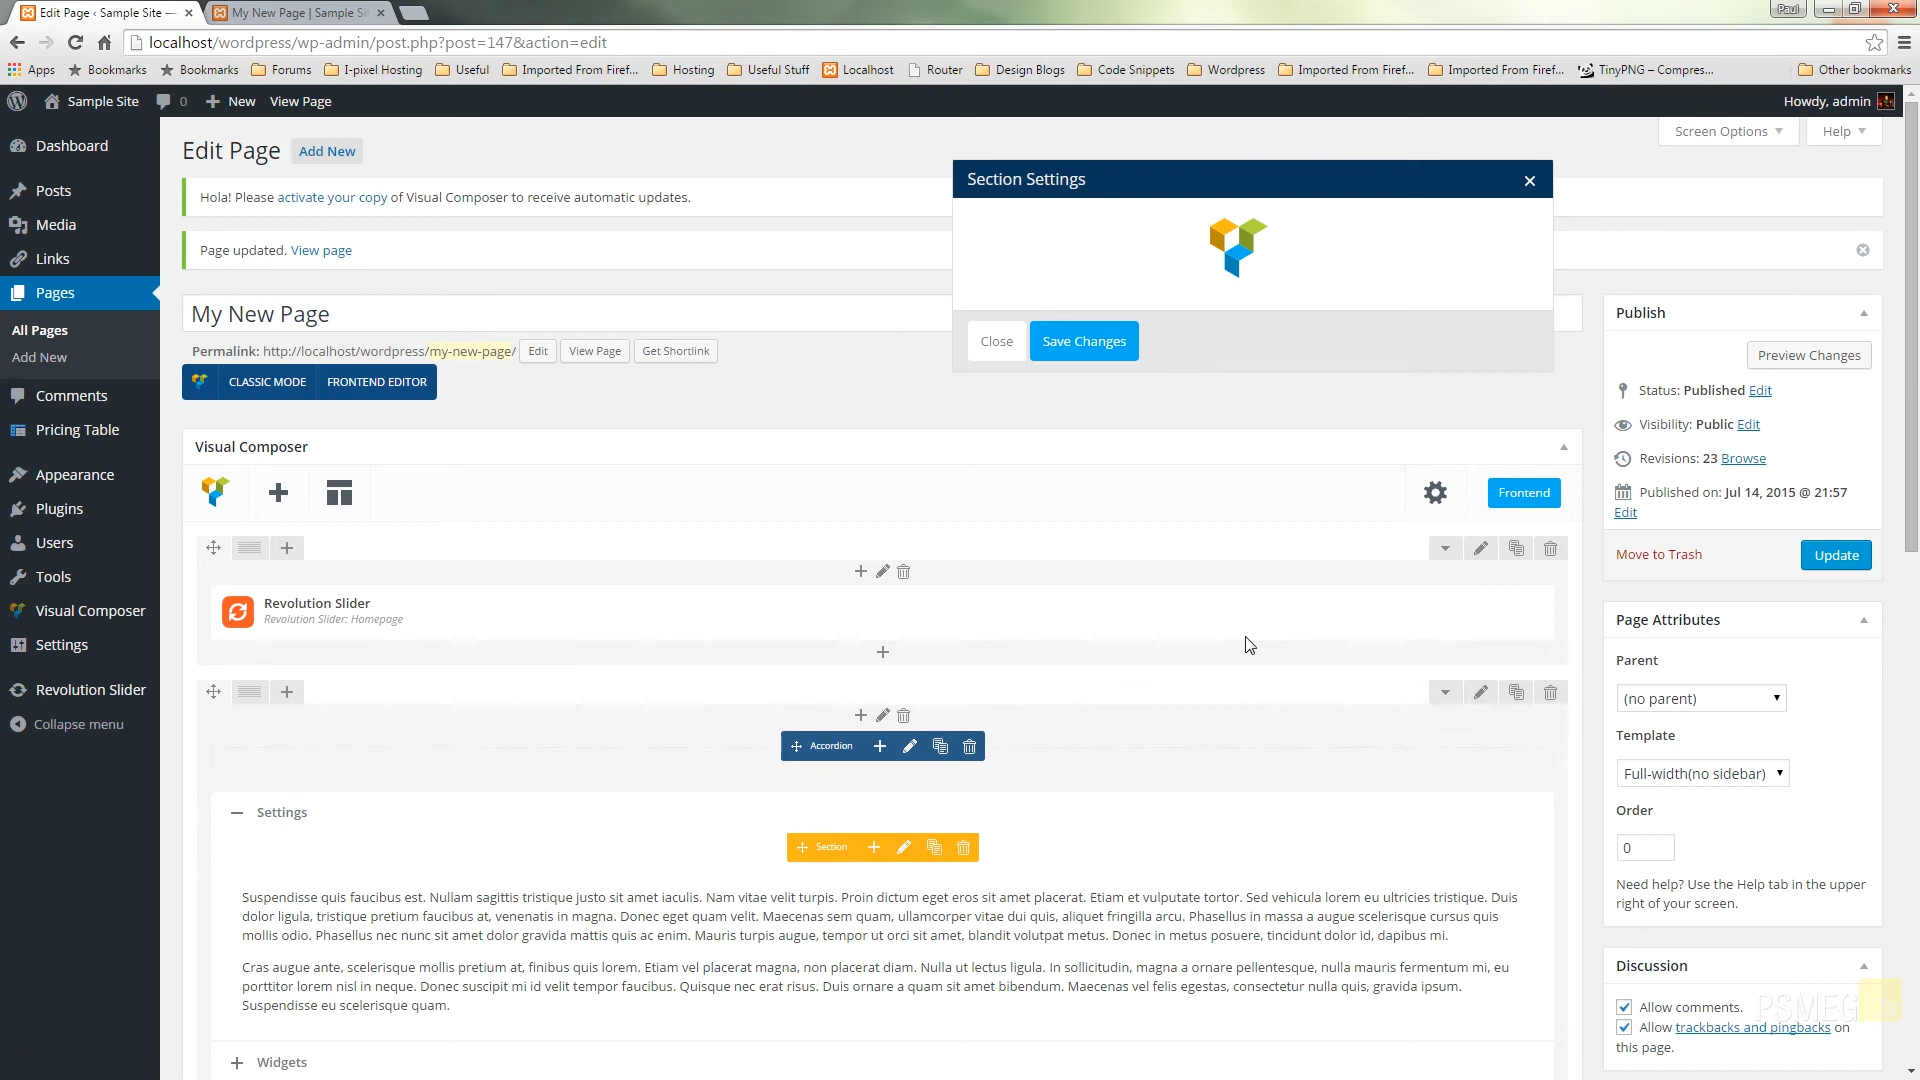 Edit Page ‹ Sample Site —
My New Page | Sample Sit
Paul
localhost/wordpress/wp-admin/post.php?post=147&action=edit
Apps Bookmarks Bookmarks Forums I-pixel Hosting Useful Imported From Firef... Hosting Useful Stuff Localhost Router Design Blogs Code Snippets Wordpress Imported From Firef... Imported From Firef... TinyPNG – Compres... Other bookmarks
Sample Site 0 New View Page Howdy, admin
Dashboard
Posts
Media
Links
Pages
All Pages
Add New
Comments
Pricing Table
Appearance
Plugins
Users
Tools
Visual Composer
Settings
Revolution Slider
Collapse menu
Screen Options Help
Edit Page Add New
Hola! Please activate your copy of Visual Composer to receive automatic updates.
Page updated. View page
Section Settings
Close Save Changes
My New Page
Permalink: http://localhost/wordpress/my-new-page/ Edit View Page Get Shortlink
CLASSIC MODE FRONTEND EDITOR
Visual Composer
Frontend
Revolution Slider
Revolution Slider: Homepage
Accordion
Settings
Section
Suspendisse quis faucibus est. Nullam sagittis tristique justo sit amet iaculis. Nam vitae velit turpis. Proin dictum eget eros sit amet placerat. Etiam et vulputate tortor. Sed vehicula lorem eu ultricies tristique. Duis
dolor ligula, tristique pretium faucibus at, venenatis in magna. Donec eget quam velit. Maecenas sem quam, ullamcorper vitae dui quis, aliquet fringilla arcu. Phasellus in massa a augue scelerisque cursus quis
mollis odio. Phasellus nec nunc sit amet dolor gravida mattis quis ac enim. Mauris turpis augue, tempor ut orci sit amet, blandit volutpat metus. Donec in metus posuere, tincidunt dolor id, dapibus mi.
Cras augue ante, scelerisque mollis pretium at, finibus quis lorem. Etiam vel placerat magna, non placerat diam. Nulla ut lectus ligula. In sollicitudin, magna a ornare pellentesque, nulla mauris fermentum mi, eu
porttitor lorem nisl in neque. Donec suscipit mi id velit tempor faucibus. Quisque nec erat risus. Duis ornare a quam sit amet bibendum. Maecenas vel felis egestas, consectetur nulla quis, gravida ipsum.
Suspendisse eu scelerisque quam.
Widgets
Publish
Preview Changes
Status: Published Edit
Visibility: Public Edit
Revisions: 23 Browse
Published on: Jul 14, 2015 @ 21:57
Edit
Move to Trash Update
Page Attributes
Parent
(no parent)
Template
Full-width(no sidebar)
Order
0
Need help? Use the Help tab in the upper
right of your screen.
Discussion
Allow comments.
Allow trackbacks and pingbacks on
this page.
PSMEG